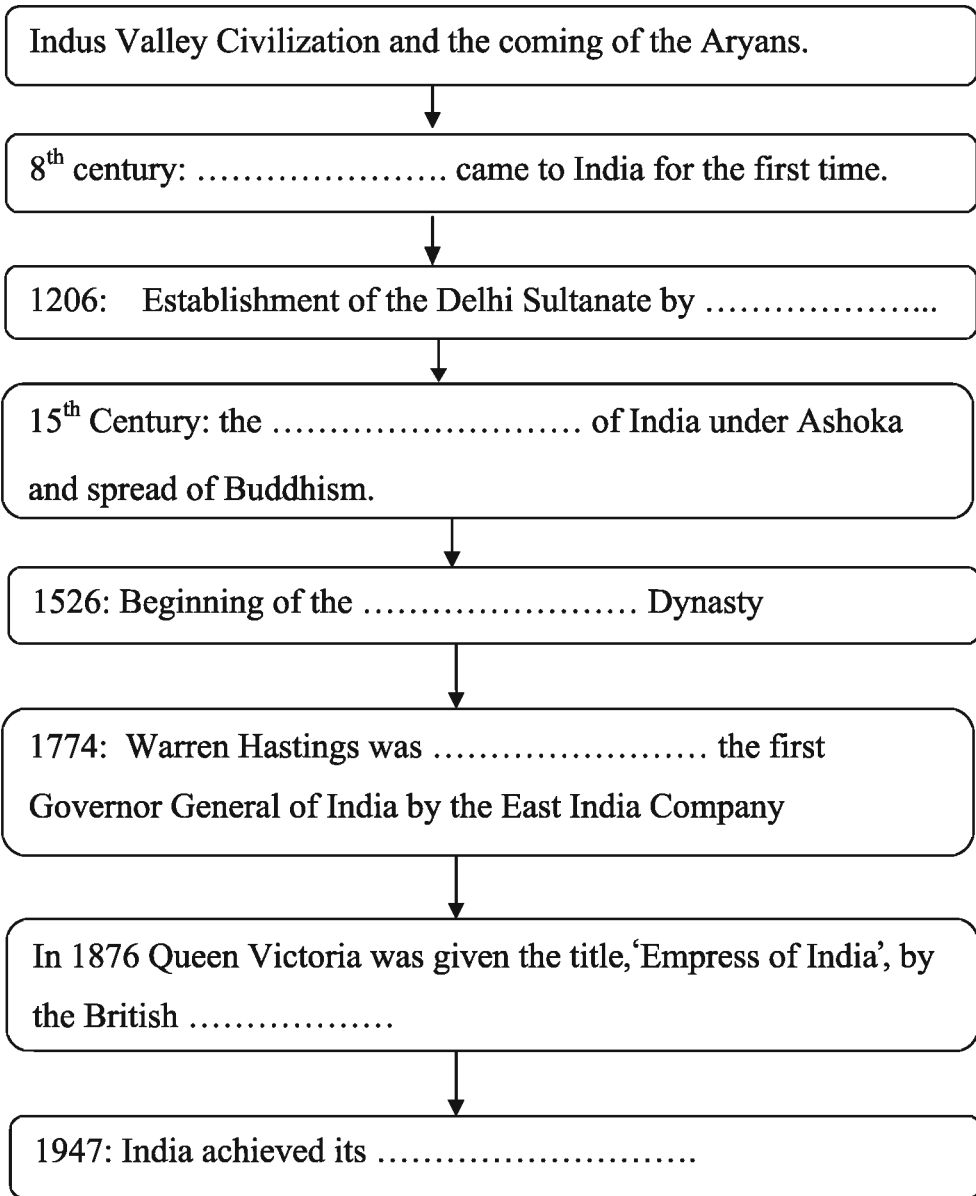 Indus Valley Civilization and the coming of the Aryans.
8th century: …………………… came to India for the first time.
1206: Establishment of the Delhi Sultanate by …………………...
15th Century: the ………………………… of India under Ashoka
and spread of Buddhism.
1526: Beginning of the ……………………… Dynasty
1774: Warren Hastings was ……………………… the first
Governor General of India by the East India Company
In 1876 Queen Victoria was given the title, ‘Empress of India’, by
the British ………………
1947: India achieved its ………………………….